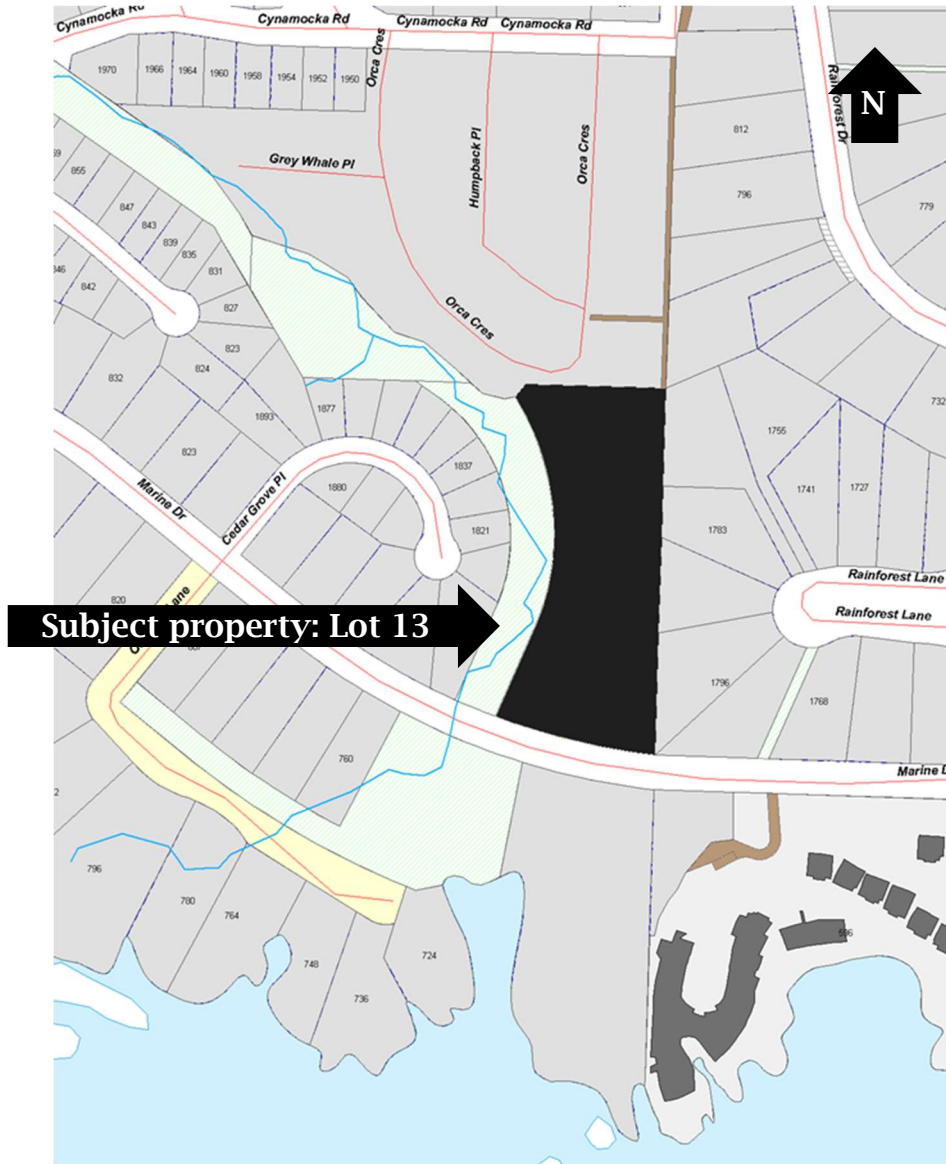 Cynamocka Rd
Cynamocka Rd
Cynamocka Rd
Cynamocka Rd
Orca Cres
1970
1966
1964
1960
1958
1954
1952
1950
Rainforest Dr
N
812
Grey Whale Pl
Humpback Pl
Orca Cres
855
847
843
839
835
831
827
796
779
842
823
824
832
1893
823
Orca Cres
1877
1837
1880
1821
732
1755
1741
1727
1783
Marine Dr
Cedar Grove Pl
Rainforest Lane
Rainforest Lane
820
Lane
Subject property: Lot 13
1796
1768
760
Marine D
796
780
764
748
736
724
596